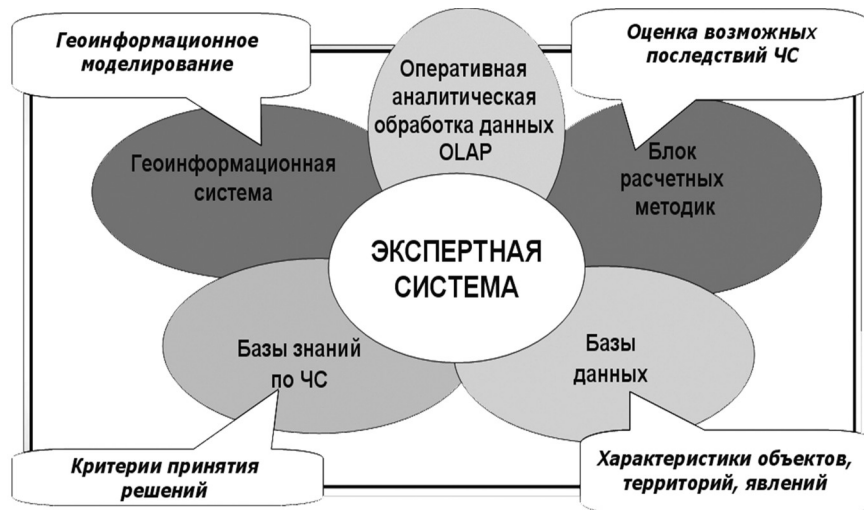 Геоинформационное
моделирование
Оценка возможных
последствий ЧС
Оперативная
аналитическая
обработка данных
OLAP
Геоинформационная
система
Блок
расчетных
методик
ЭКСПЕРТНАЯ
СИСТЕМА
Базы знаний
по ЧС
Базы
данных
Критерии принятия
решений
Характеристики объектов,
территорий, явлений